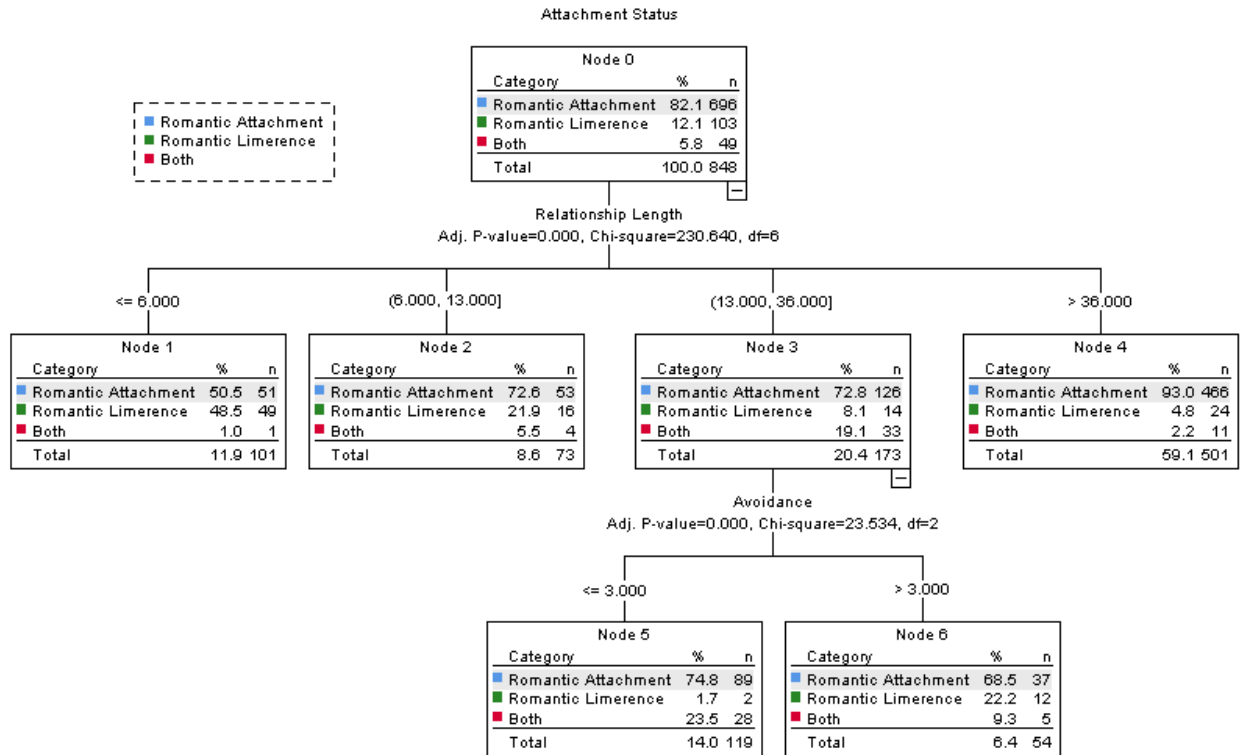 Attachment Status
Node 0
Category % n
Romantic Attachment 82.1 696
Romantic Limerence 12.1 103
Both 5.8 49
Total 100.0 848
Romantic Attachment
Romantic Limerence
Both
Relationship Length
Adj. P-value=0.000, Chi-square=230.640, df=6
<= 6.000
(6.000, 13.000]
(13.000, 36.000]
> 36.000
Node 1
Category % n
Romantic Attachment 50.5 51
Romantic Limerence 48.5 49
Both 1.0 1
Total 11.9 101
Node 2
Category % n
Romantic Attachment 72.6 53
Romantic Limerence 21.9 16
Both 5.5 4
Total 8.6 73
Node 3
Category % n
Romantic Attachment 72.8 126
Romantic Limerence 8.1 14
Both 19.1 33
Total 20.4 173
Node 4
Category % n
Romantic Attachment 93.0 466
Romantic Limerence 4.8 24
Both 2.2 11
Total 59.1 501
Avoidance
Adj. P-value=0.000, Chi-square=23.534, df=2
<= 3.000
> 3.000
Node 5
Category % n
Romantic Attachment 74.8 89
Romantic Limerence 1.7 2
Both 23.5 28
Total 14.0 119
Node 6
Category % n
Romantic Attachment 68.5 37
Romantic Limerence 22.2 12
Both 9.3 5
Total 6.4 54